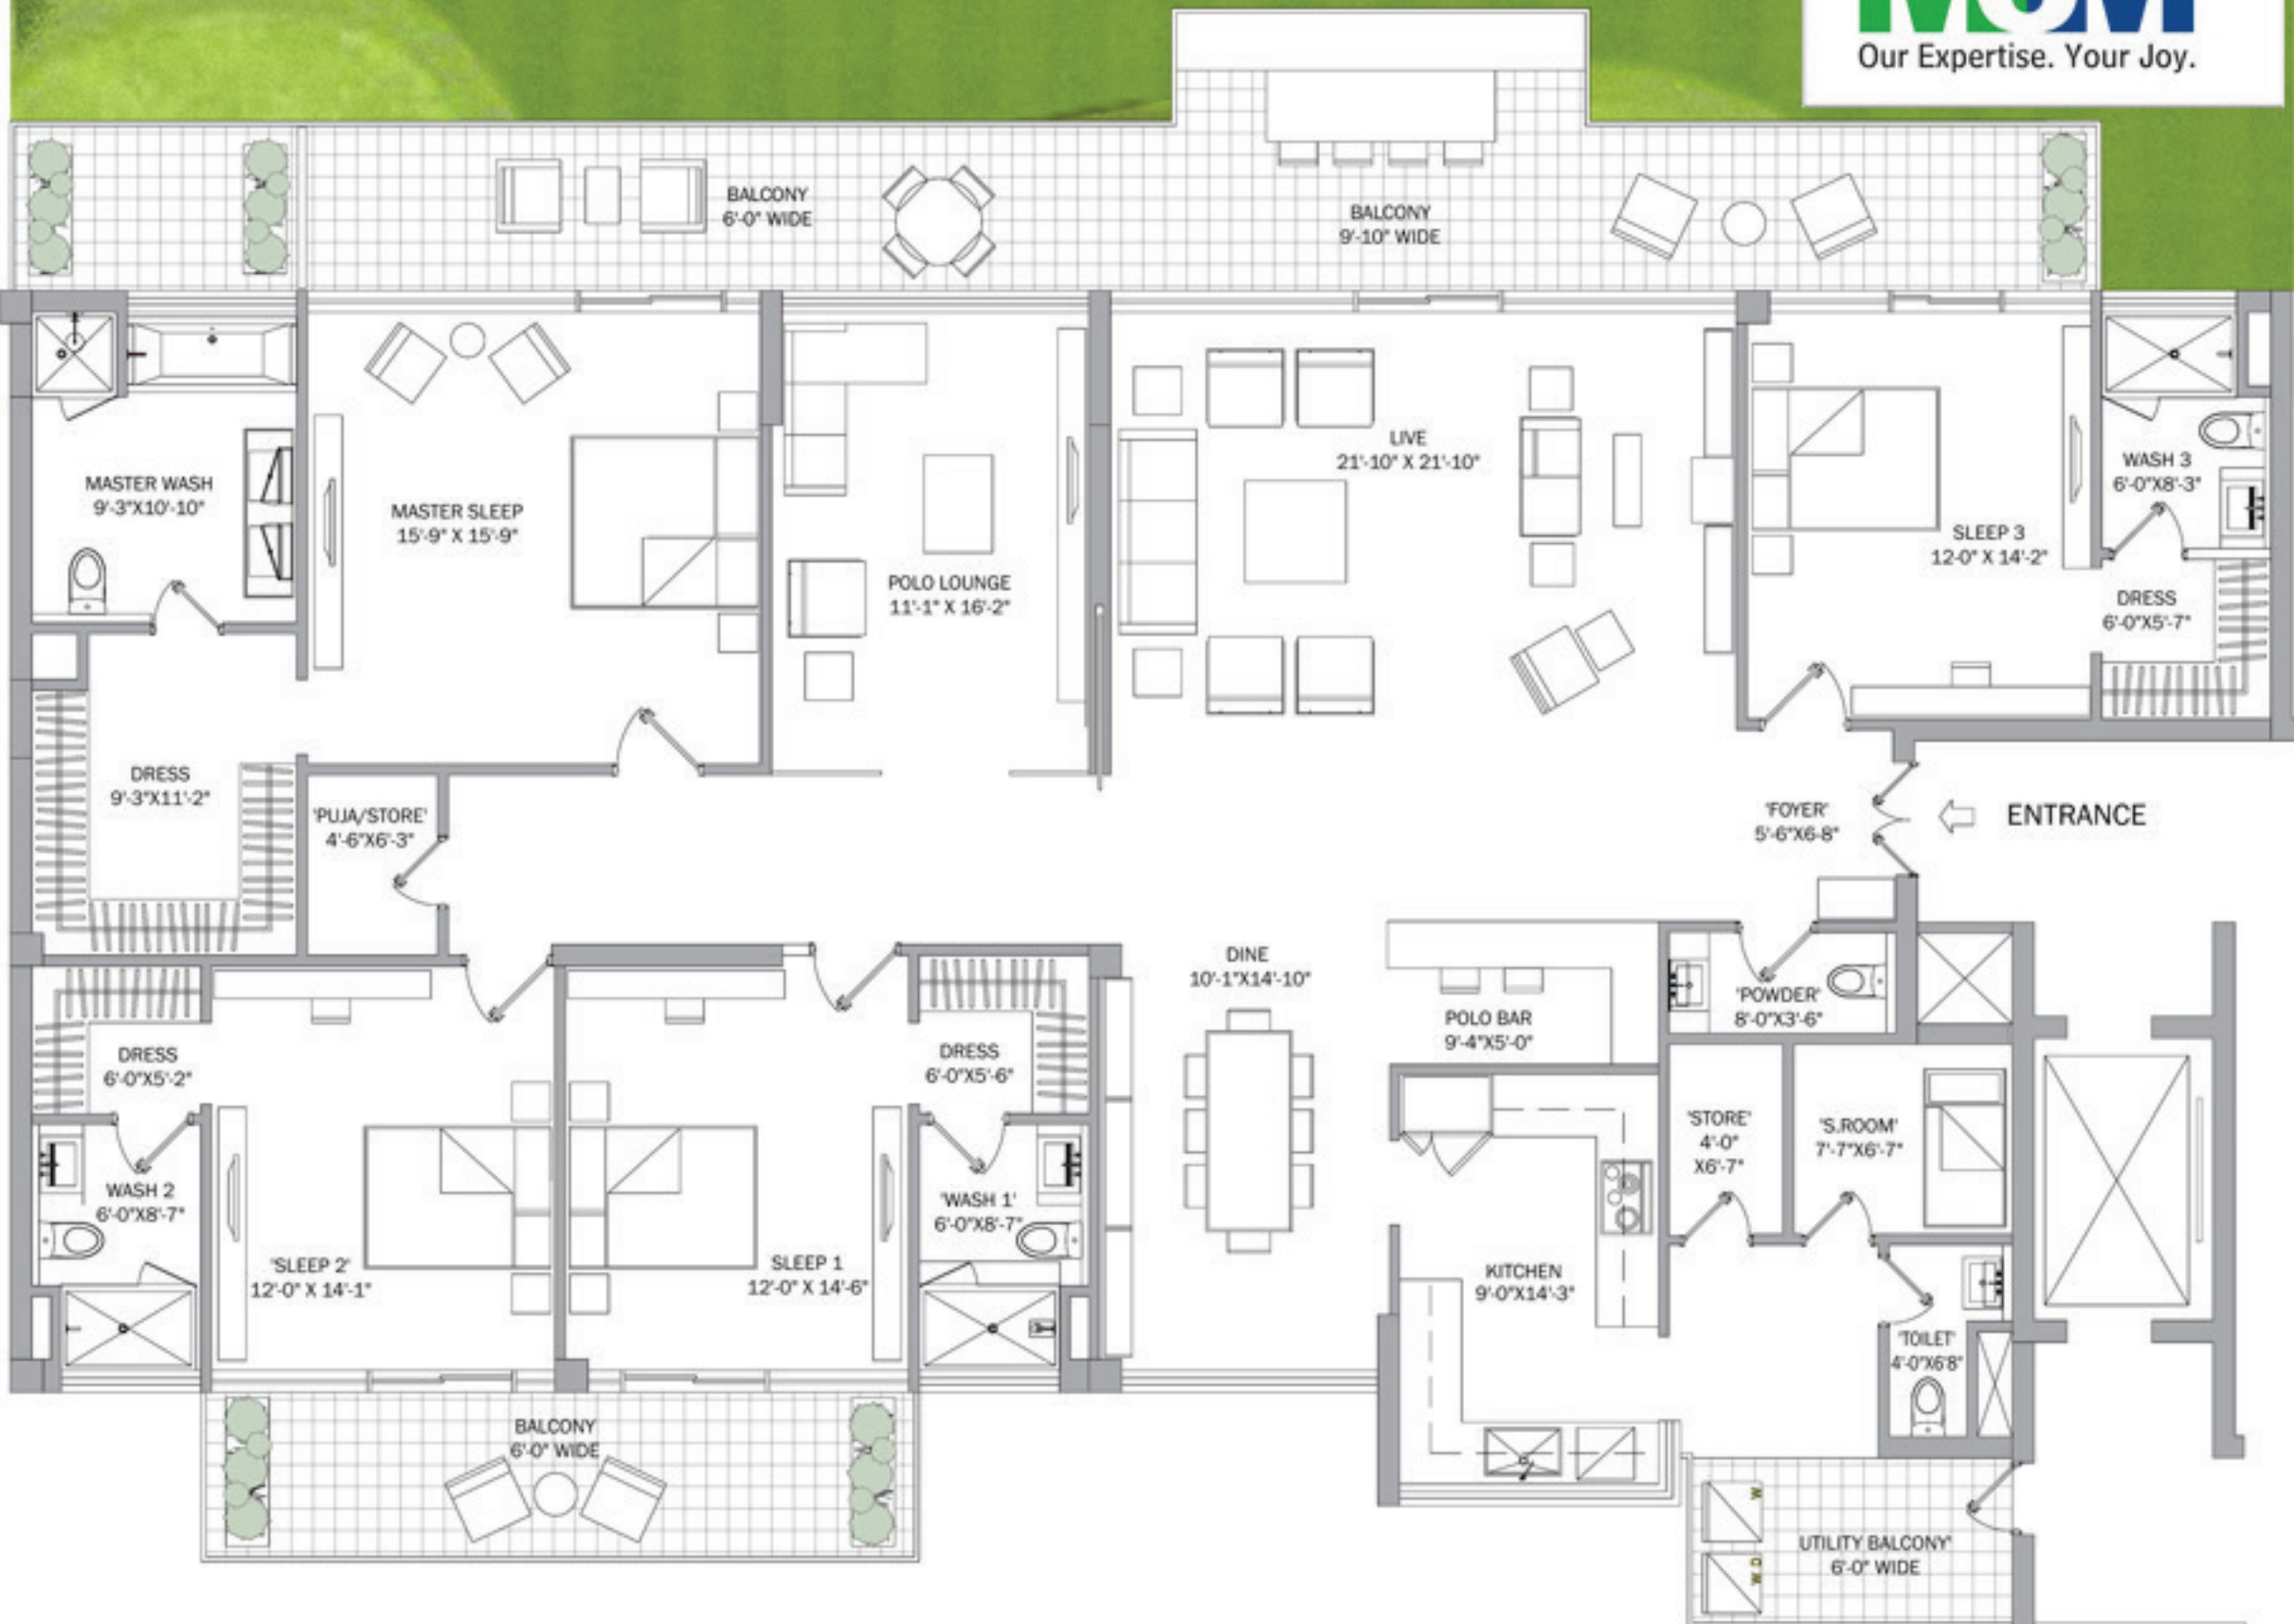 M3M
Our Expertise. Your Joy.
BALCONY
6'-0" WIDE
BALCONY
9'-10" WIDE
MASTER WASH
9'-3"X10'-10"
MASTER SLEEP
15'-9" X 15'-9"
POLO LOUNGE
11'-1" X 16'-2"
LIVE
21'-10" X 21'-10"
SLEEP 3
12-0" X 14'-2"
WASH 3
6'-0"X8'-3"
DRESS
6'-0"X5'-7"
DRESS
9'-3"X11'-2"
'PUJA/STORE'
4'-6"X6'-3"
'FOYER'
5'-6"X6-8"
ENTRANCE
DRESS
6'-0"X5'-2"
WASH 2
6'-0"X8'-7"
'SLEEP 2'
12'-0" X 14'-1"
SLEEP 1
12'-0" X 14'-6"
DRESS
6'-0"X5'-6"
'WASH 1'
6'-0"X8'-7"
DINE
10'-1"X14'-10"
POLO BAR
9'-4"X5'-0"
'POWDER'
8'-0"X3'-6"
'STORE'
4'-0"
X6'-7"
'S.ROOM'
7'-7"X6'-7"
KITCHEN
9'-0"X14'-3"
'TOILET'
4'-0"X6'8"
BALCONY
6'-0" WIDE
W
W.D
UTILITY BALCONY'
6'-0" WIDE